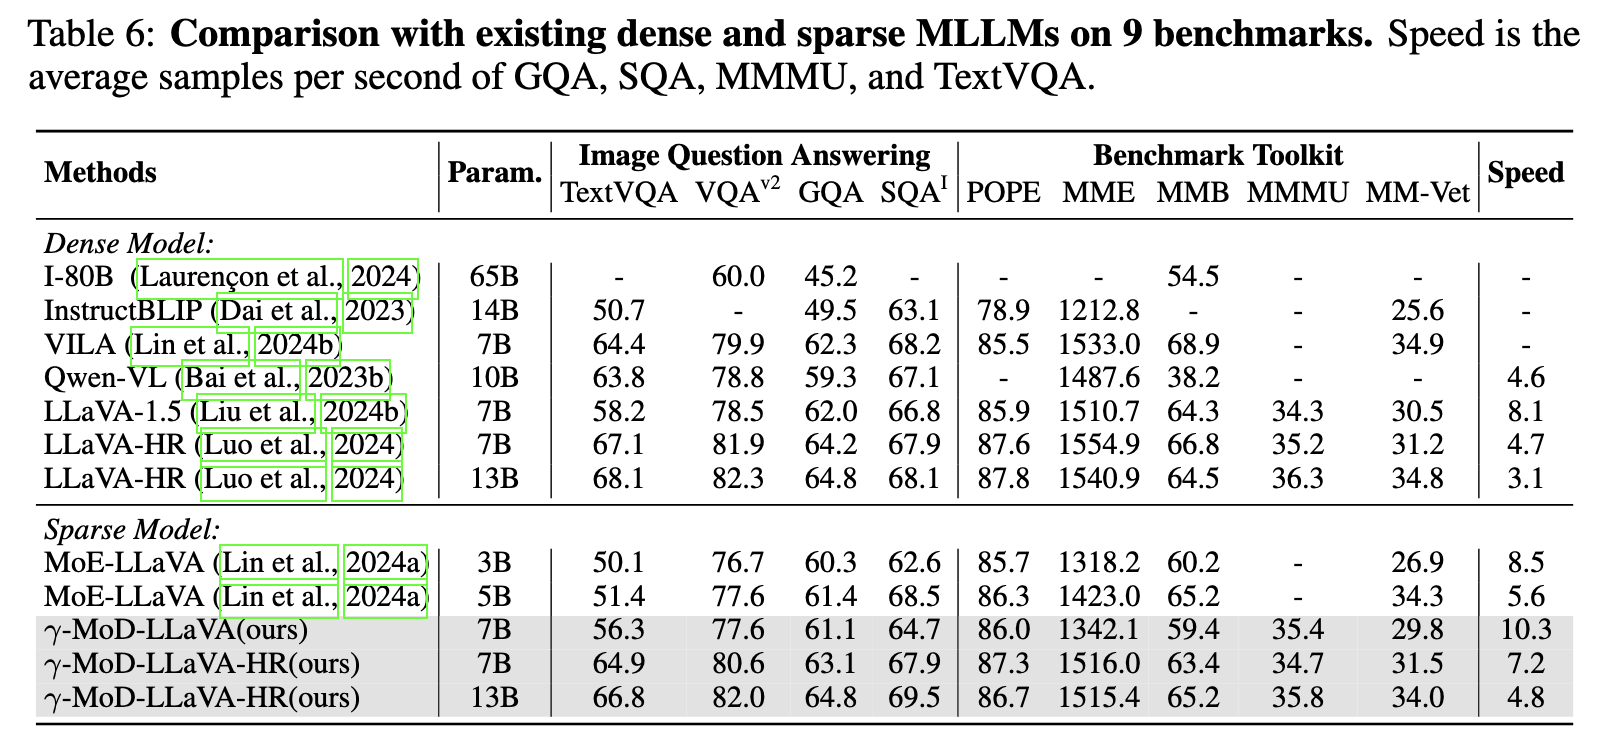 Table 6: Comparison with existing dense and sparse MLLMs on 9 benchmarks. Speed is the
average samples per second of GQA, SQA, MMMU, and TextVQA.
Methods Param. Image Question Answering Benchmark Toolkit Speed
TextVQA VQAv2 GQA SQAI POPE MME MMB MMMU MM-Vet
Dense Model:
I-80B (Laurençon et al., 2024) 65B - 60.0 45.2 - - - 54.5 - - -
InstructBLIP (Dai et al., 2023) 14B 50.7 - 49.5 63.1 78.9 1212.8 - - 25.6 -
VILA (Lin et al., 2024b) 7B 64.4 79.9 62.3 68.2 85.5 1533.0 68.9 - 34.9 -
Qwen-VL (Bai et al., 2023b) 10B 63.8 78.8 59.3 67.1 - 1487.6 38.2 - - 4.6
LLaVA-1.5 (Liu et al., 2024b) 7B 58.2 78.5 62.0 66.8 85.9 1510.7 64.3 34.3 30.5 8.1
LLaVA-HR (Luo et al., 2024) 7B 67.1 81.9 64.2 67.9 87.6 1554.9 66.8 35.2 31.2 4.7
LLaVA-HR (Luo et al., 2024) 13B 68.1 82.3 64.8 68.1 87.8 1540.9 64.5 36.3 34.8 3.1
Sparse Model:
MoE-LLaVA (Lin et al., 2024a) 3B 50.1 76.7 60.3 62.6 85.7 1318.2 60.2 - 26.9 8.5
MoE-LLaVA (Lin et al., 2024a) 5B 51.4 77.6 61.4 68.5 86.3 1423.0 65.2 - 34.3 5.6
γ-MoD-LLaVA(ours) 7B 56.3 77.6 61.1 64.7 86.0 1342.1 59.4 35.4 29.8 10.3
γ-MoD-LLaVA-HR(ours) 7B 64.9 80.6 63.1 67.9 87.3 1516.0 63.4 34.7 31.5 7.2
γ-MoD-LLaVA-HR(ours) 13B 66.8 82.0 64.8 69.5 86.7 1515.4 65.2 35.8 34.0 4.8